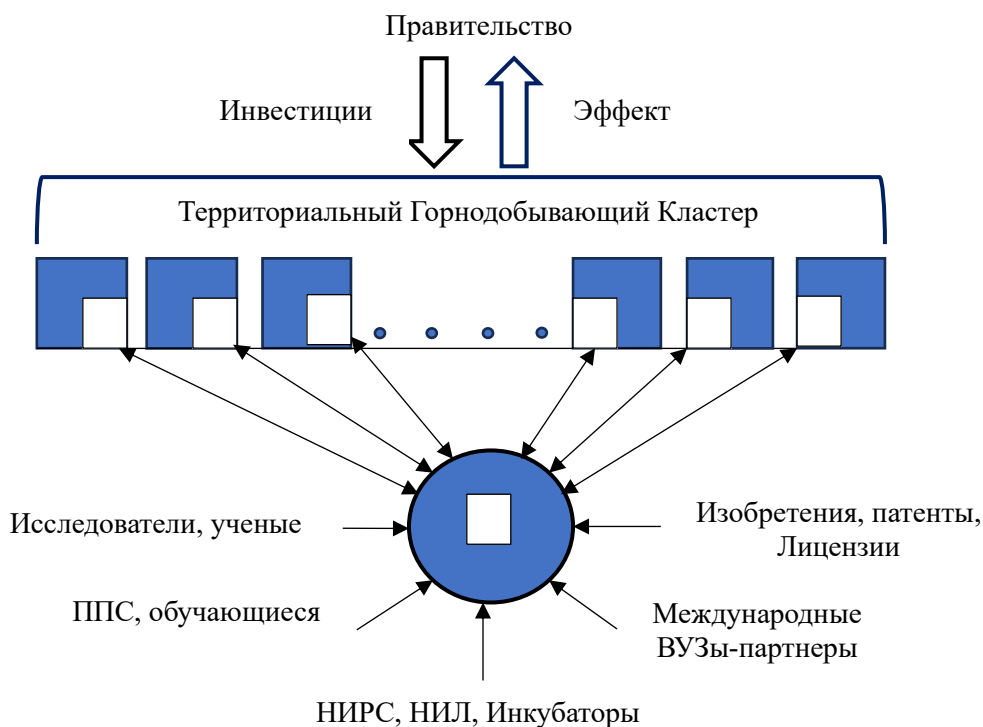 Правительство
Инвестиции
Эффект
Территориальный Горнодобывающий Кластер
Исследователи, ученые
Изобретения, патенты,
Лицензии
ППС, обучающиеся
Международные
ВУЗы-партнеры
НИРС, НИЛ, Инкубаторы